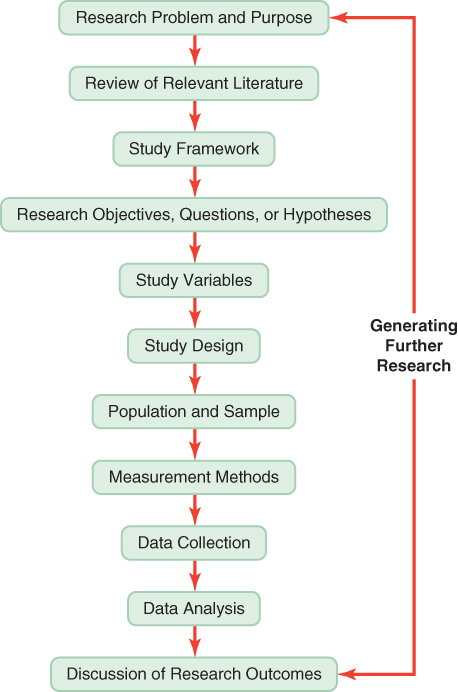 Research Problem and Purpose
Review of Relevant Literature
Study Framework
Research Objectives, Questions, or Hypotheses
Study Variables
Study Design
Population and Sample
Measurement Methods
Data Collection
Data Analysis
Discussion of Research Outcomes
Generating
Further
Research